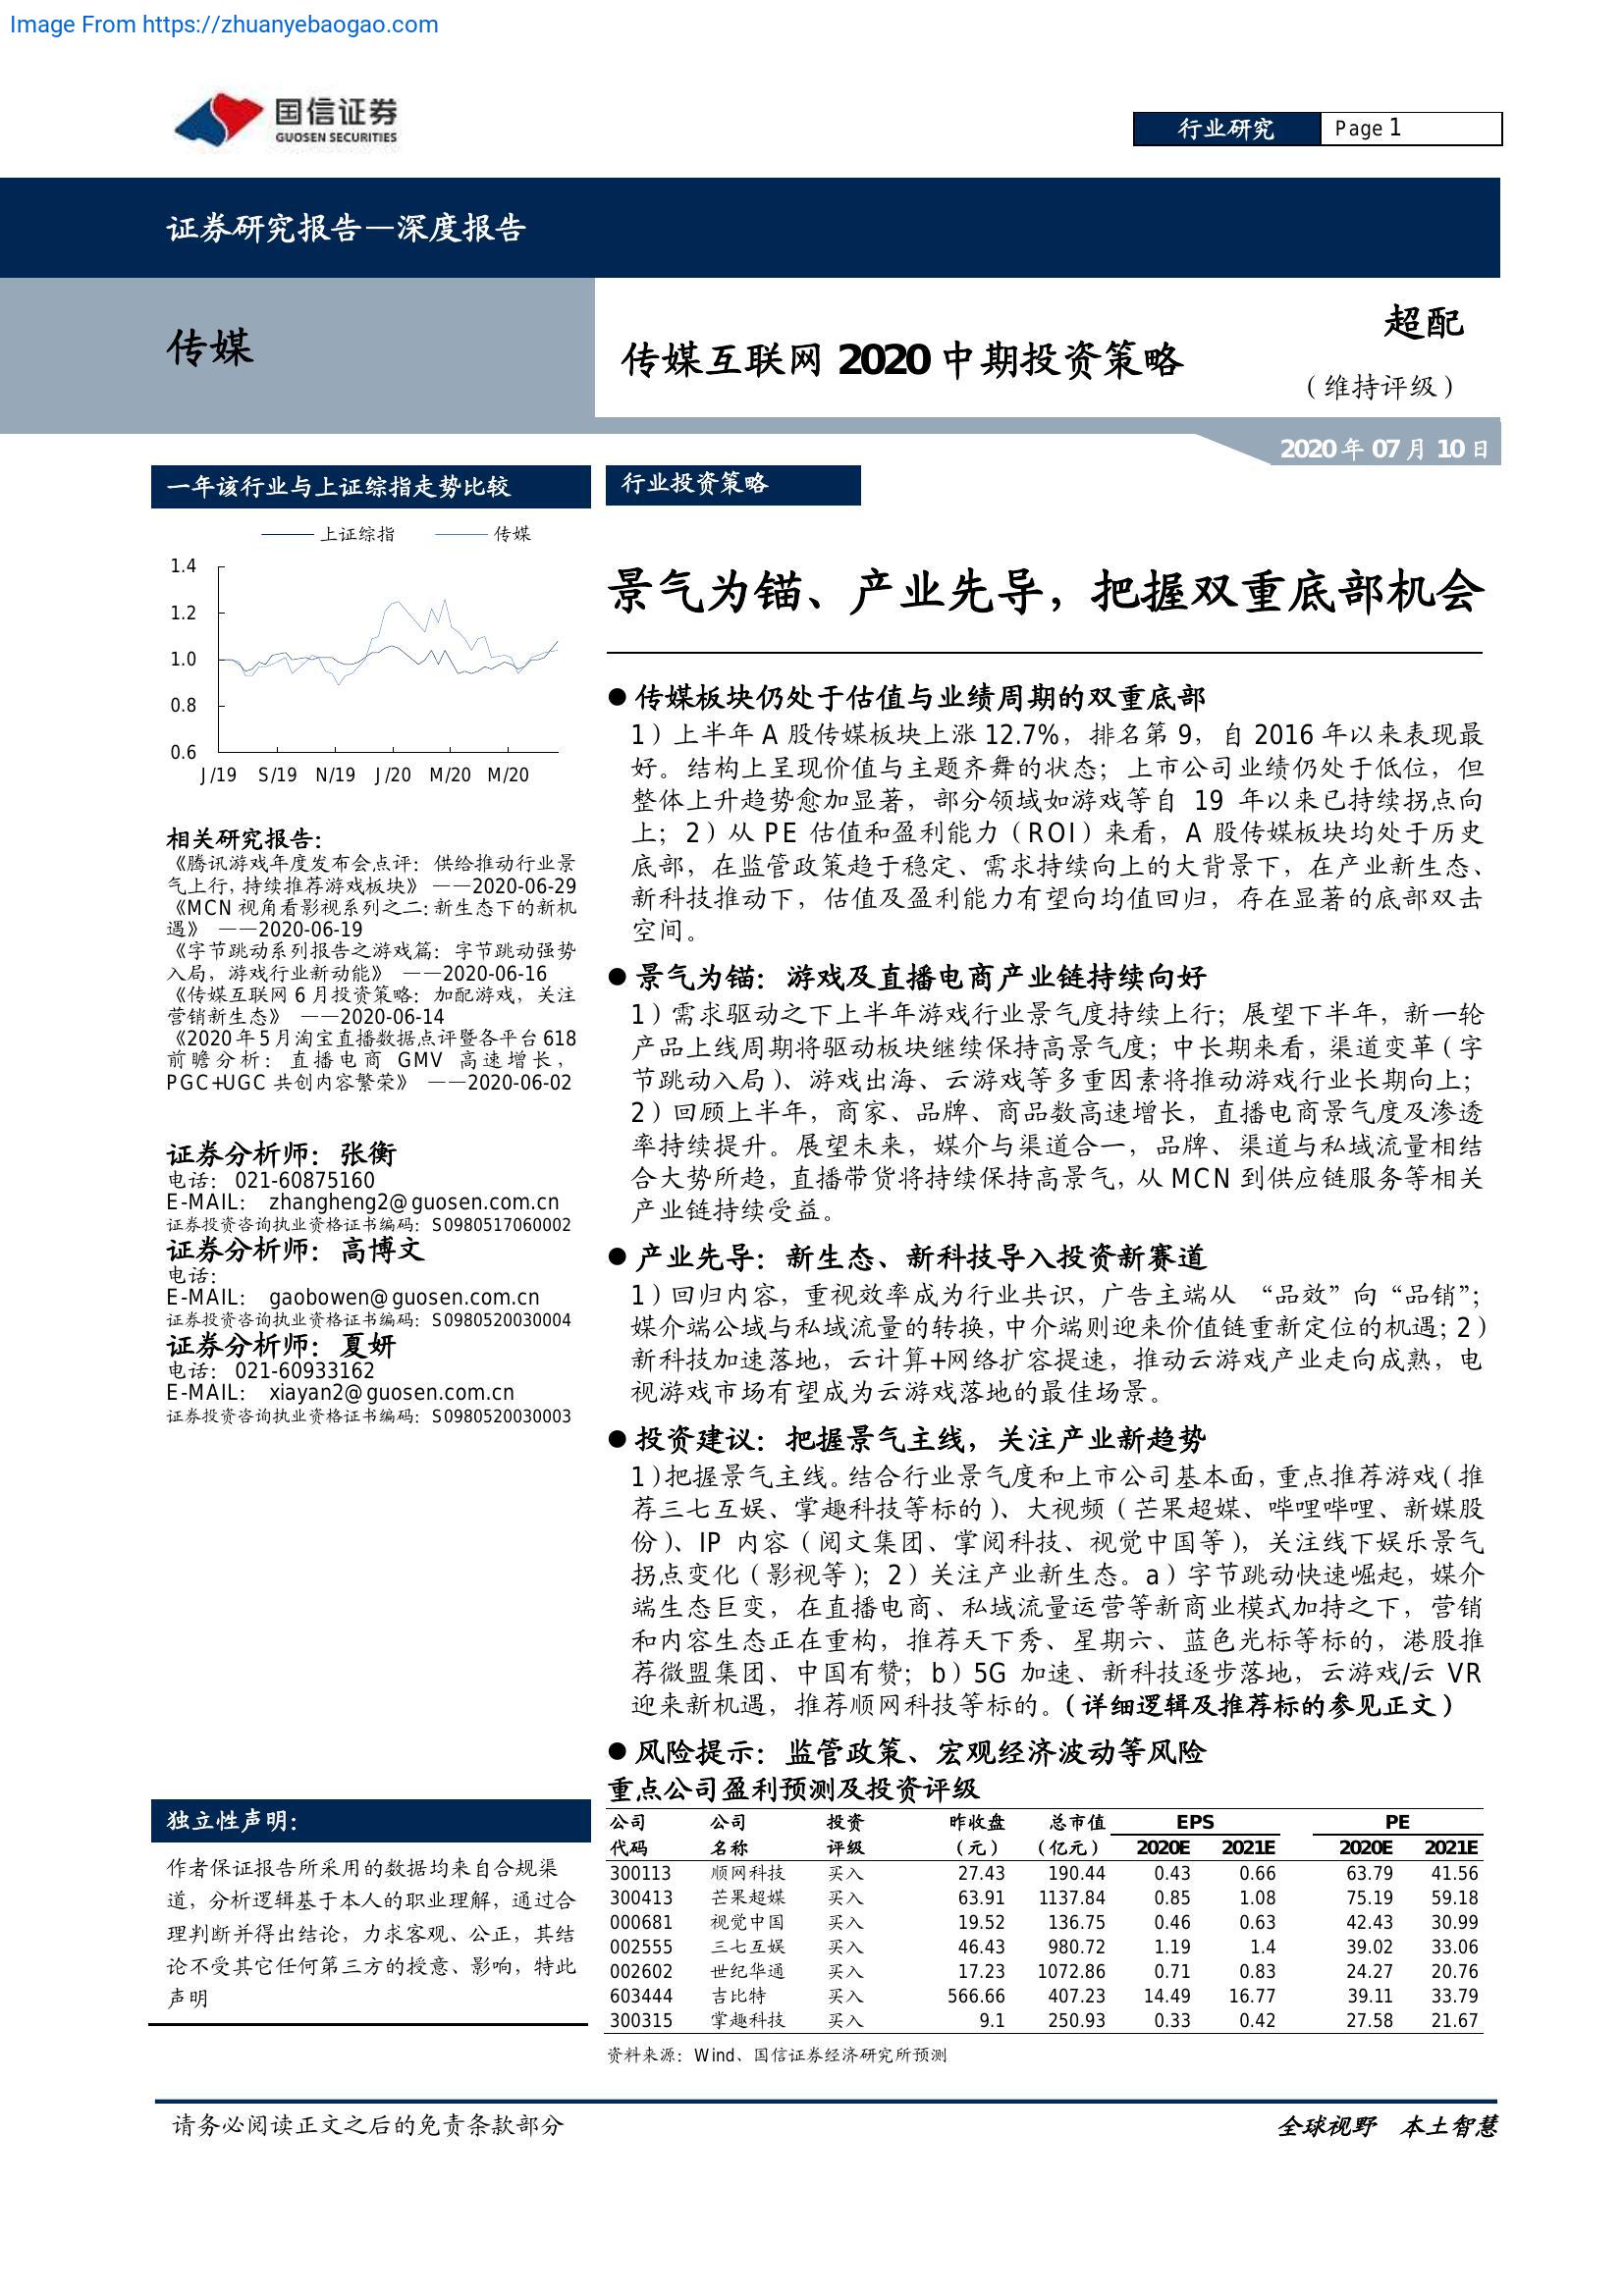 Image From https://zhuanyebaogao.com
国信证券
GUOSEN SECURITIES
行业研究 Page 1
证券研究报告—深度报告
传媒
传媒互联网 2020 中期投资策略
超配
（维持评级）
2020 年 07 月 10 日
一年该行业与上证综指走势比较
上证综指 传媒
1.4
1.2
1.0
0.8
0.6
J/19 S/19 N/19 J/20 M/20 M/20
相关研究报告：
《腾讯游戏年度发布会点评：供给推动行业景
气上行，持续推荐游戏板块》 ——2020-06-29
《MCN 视角看影视系列之二：新生态下的新机
遇》 ——2020-06-19
《字节跳动系列报告之游戏篇：字节跳动强势
入局，游戏行业新动能》 ——2020-06-16
《传媒互联网 6 月投资策略：加配游戏，关注
营销新生态》 ——2020-06-14
《2020 年 5 月淘宝直播数据点评暨各平台 618
前瞻分析：直播电商 GMV 高速增长，
PGC+UGC 共创内容繁荣》 ——2020-06-02
证券分析师：张衡
电话： 021-60875160
E-MAIL： zhangheng2@guosen.com.cn
证券投资咨询执业资格证书编码：S0980517060002
证券分析师：高博文
电话：
E-MAIL： gaobowen@guosen.com.cn
证券投资咨询执业资格证书编码：S0980520030004
证券分析师：夏妍
电话： 021-60933162
E-MAIL： xiayan2@guosen.com.cn
证券投资咨询执业资格证书编码：S0980520030003
独立性声明：
作者保证报告所采用的数据均来自合规渠
道，分析逻辑基于本人的职业理解，通过合
理判断并得出结论，力求客观、公正，其结
论不受其它任何第三方的授意、影响，特此
声明
行业投资策略
景气为锚、产业先导，把握双重底部机会
● 传媒板块仍处于估值与业绩周期的双重底部
1）上半年 A 股传媒板块上涨 12.7%，排名第 9，自 2016 年以来表现最
好。结构上呈现价值与主题齐舞的状态；上市公司业绩仍处于低位，但
整体上升趋势愈加显著，部分领域如游戏等自 19 年以来已持续拐点向
上；2）从 PE 估值和盈利能力（ROI）来看，A 股传媒板块均处于历史
底部，在监管政策趋于稳定、需求持续向上的大背景下，在产业新生态、
新科技推动下，估值及盈利能力有望向均值回归，存在显著的底部双击
空间。
● 景气为锚：游戏及直播电商产业链持续向好
1）需求驱动之下上半年游戏行业景气度持续上行；展望下半年，新一轮
产品上线周期将驱动板块继续保持高景气度；中长期来看，渠道变革（字
节跳动入局）、游戏出海、云游戏等多重因素将推动游戏行业长期向上；
2）回顾上半年，商家、品牌、商品数高速增长，直播电商景气度及渗透
率持续提升。展望未来，媒介与渠道合一，品牌、渠道与私域流量相结
合大势所趋，直播带货将持续保持高景气，从 MCN 到供应链服务等相关
产业链持续受益。
● 产业先导：新生态、新科技导入投资新赛道
1）回归内容，重视效率成为行业共识，广告主端从 “品效”向“品销”；
媒介端公域与私域流量的转换，中介端则迎来价值链重新定位的机遇；2）
新科技加速落地，云计算+网络扩容提速，推动云游戏产业走向成熟，电
视游戏市场有望成为云游戏落地的最佳场景。
● 投资建议：把握景气主线，关注产业新趋势
1）把握景气主线。结合行业景气度和上市公司基本面，重点推荐游戏（推
荐三七互娱、掌趣科技等标的）、大视频（芒果超媒、哔哩哔哩、新媒股
份）、IP 内容（阅文集团、掌阅科技、视觉中国等），关注线下娱乐景气
拐点变化（影视等）；2）关注产业新生态。a）字节跳动快速崛起，媒介
端生态巨变，在直播电商、私域流量运营等新商业模式加持之下，营销
和内容生态正在重构，推荐天下秀、星期六、蓝色光标等标的，港股推
荐微盟集团、中国有赞；b）5G 加速、新科技逐步落地，云游戏/云 VR
迎来新机遇，推荐顺网科技等标的。（详细逻辑及推荐标的参见正文）
● 风险提示：监管政策、宏观经济波动等风险
重点公司盈利预测及投资评级
公司 公司 投资 昨收盘 总市值 EPS PE
代码 名称 评级 （元） （亿元） 2020E 2021E 2020E 2021E
300113 顺网科技 买入 27.43 190.44 0.43 0.66 63.79 41.56
300413 芒果超媒 买入 63.91 1137.84 0.85 1.08 75.19 59.18
000681 视觉中国 买入 19.52 136.75 0.46 0.63 42.43 30.99
002555 三七互娱 买入 46.43 980.72 1.19 1.4 39.02 33.06
002602 世纪华通 买入 17.23 1072.86 0.71 0.83 24.27 20.76
603444 吉比特 买入 566.66 407.23 14.49 16.77 39.11 33.79
300315 掌趣科技 买入 9.1 250.93 0.33 0.42 27.58 21.67
资料来源：Wind、国信证券经济研究所预测
请务必阅读正文之后的免责条款部分
全球视野 本土智慧